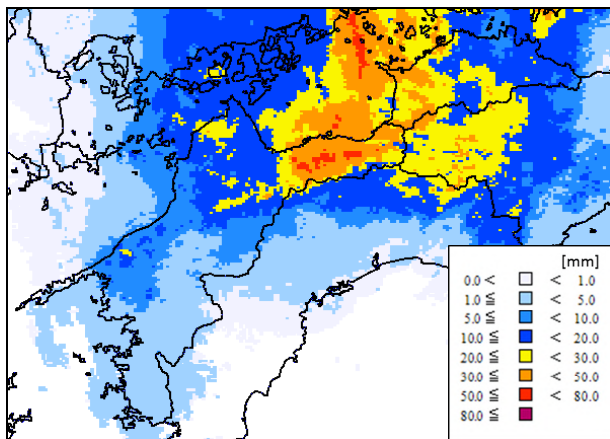 [mm]
0.0 < < 1.0
1.0 ≦ < 5.0
5.0 ≦ < 10.0
10.0 ≦ < 20.0
20.0 ≦ < 30.0
30.0 ≦ < 50.0
50.0 ≦ < 80.0
80.0 ≦